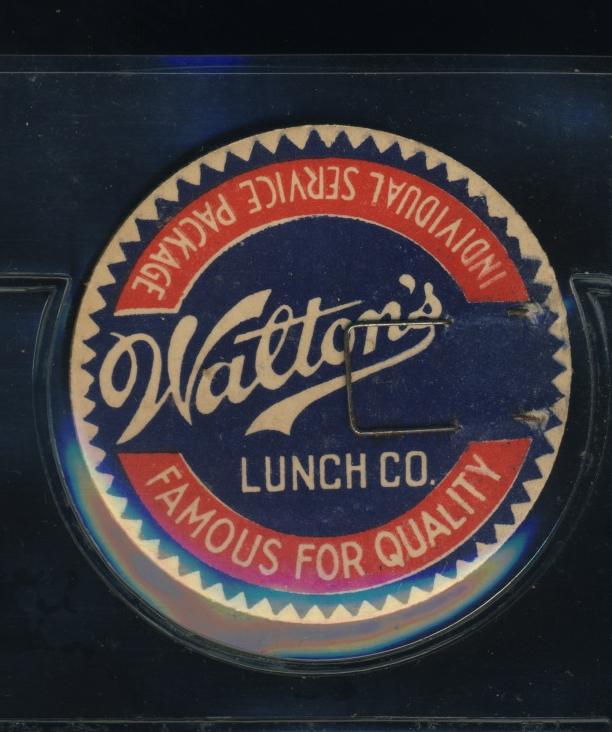 INDIVIDUAL SERVICE PACKAGE
Walton's
LUNCH CO.
FAMOUS FOR QUALITY